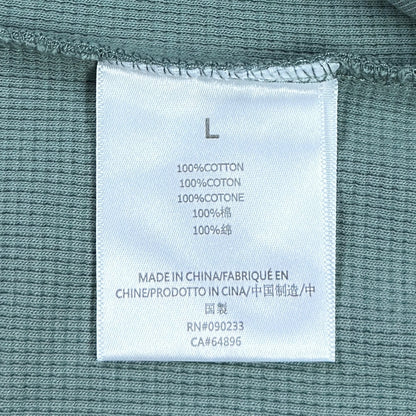 L
100%COTTON
100%COTON
100%COTONE
100%棉
100%綿
MADE IN CHINA/FABRIQUÉ EN
CHINE/PRODOTTO IN CINA/中国制造/中
国製
RN#090233
CA#64896